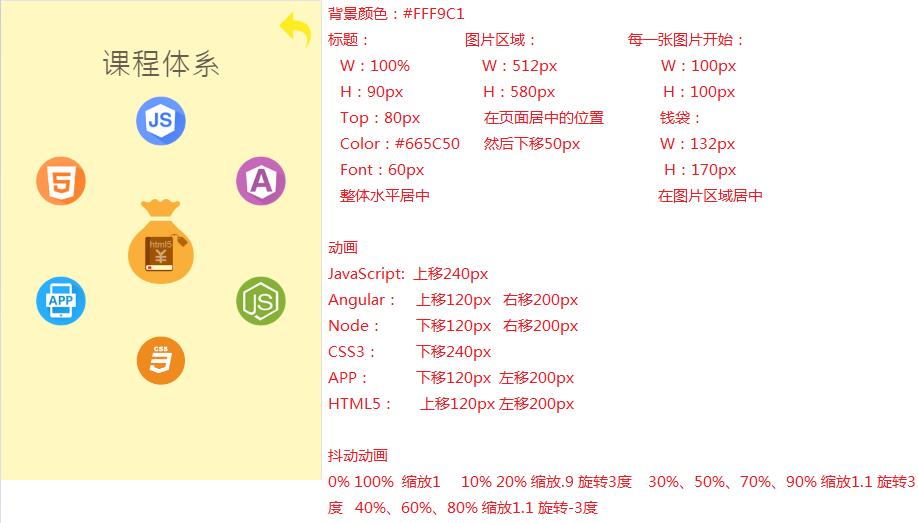 课程体系
JS
5
A
html5
¥
APP
JS
CSS
3
背景颜色：#FFF9C1
标题： 图片区域： 每一张图片开始：
W：100% W：512px W：100px
H：90px H：580px H：100px
Top：80px 在页面居中的位置 钱袋：
Color：#665C50 然后下移50px W：132px
Font：60px H：170px
整体水平居中 在图片区域居中
动画
JavaScript: 上移240px
Angular： 上移120px 右移200px
Node： 下移120px 右移200px
CSS3： 下移240px
APP： 下移120px 左移200px
HTML5： 上移120px 左移200px
抖动动画
0% 100% 缩放1 10% 20% 缩放.9 旋转3度 30%、50%、70%、90% 缩放1.1 旋转3
度 40%、60%、80% 缩放1.1 旋转-3度